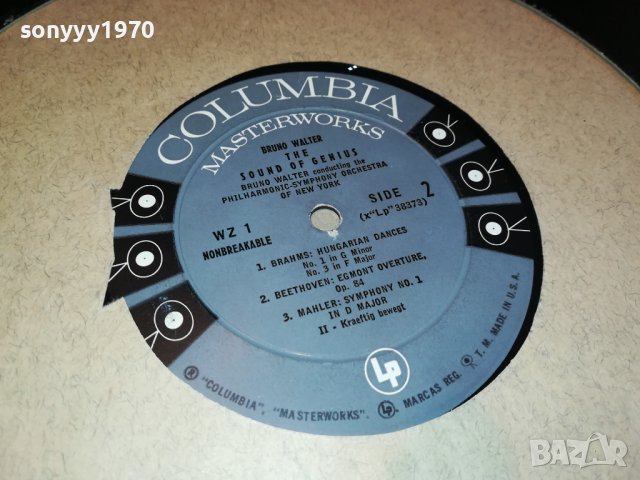 sonyyy1970
COLUMBIA
MASTERWORKS
BRUNO WALTER
THE
SOUND OF GENIUS
BRUNO WALTER conducting the
PHILHARMONIC-SYMPHONY ORCHESTRA
OF NEW YORK
WZ 1
NONBREAKABLE
SIDE 2
(x"Lp"38373)
1. BRAHMS: HUNGARIAN DANCES
No. 1 in G Minor
No. 3 in F Major
2. BEETHOVEN: EGMONT OVERTURE,
Op. 84
3. MAHLER: SYMPHONY NO. 1
IN D MAJOR
II - Kraeftig bewegt
LP
® "COLUMBIA", "MASTERWORKS". LP, MARCAS REG. T. M. MADE IN U.S.A.
BAZAR